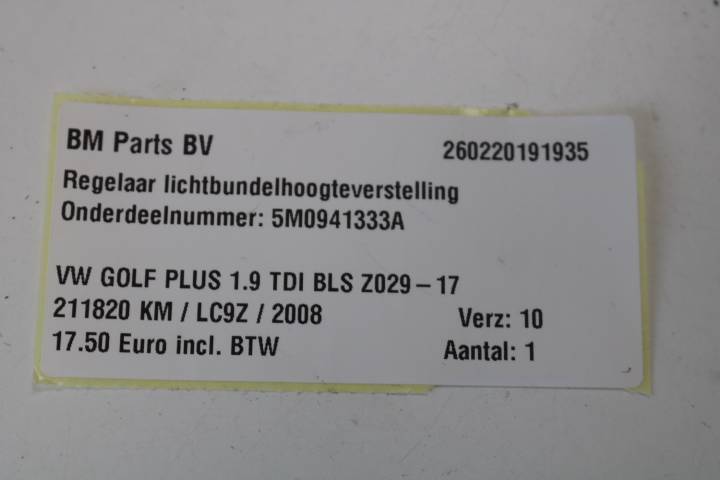 BM Parts BV 260220191935
Regelaar lichtbundelhoogteverstelling
Onderdeelnummer: 5M0941333A
VW GOLF PLUS 1.9 TDI BLS Z029-17
211820 KM / LC9Z / 2008 Verz: 10
17.50 Euro incl. BTW Aantal: 1